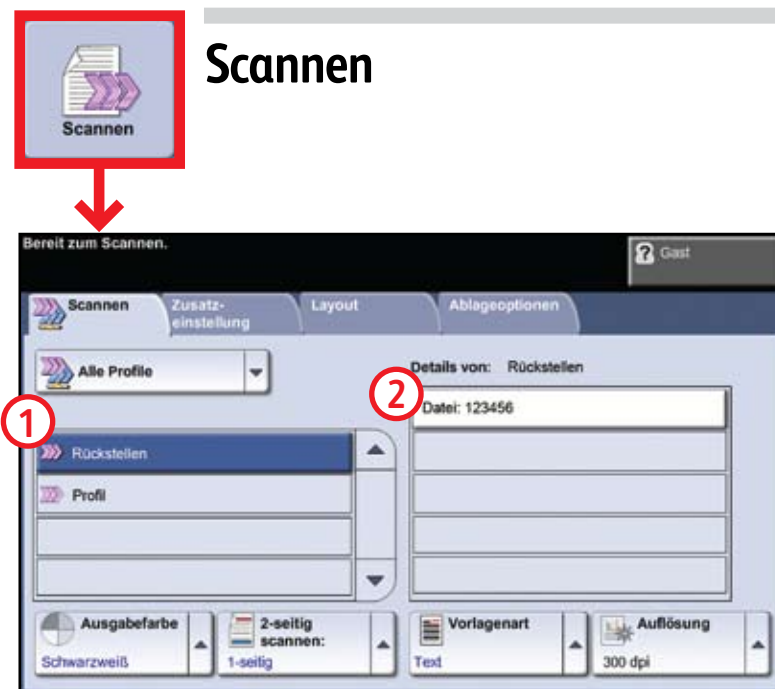 Scannen
Scannen
Bereit zum Scannen.
Gast
Scannen
Zusatz-
einstellung
Layout
Ablageoptionen
Alle Profile
Details von: Rückstellen
1
2
Datei: 123456
Rückstellen
Profil
Ausgabefarbe
Schwarzweiß
2-seitig
scannen:
1-seitig
Vorlagenart
Text
Auflösung
300 dpi